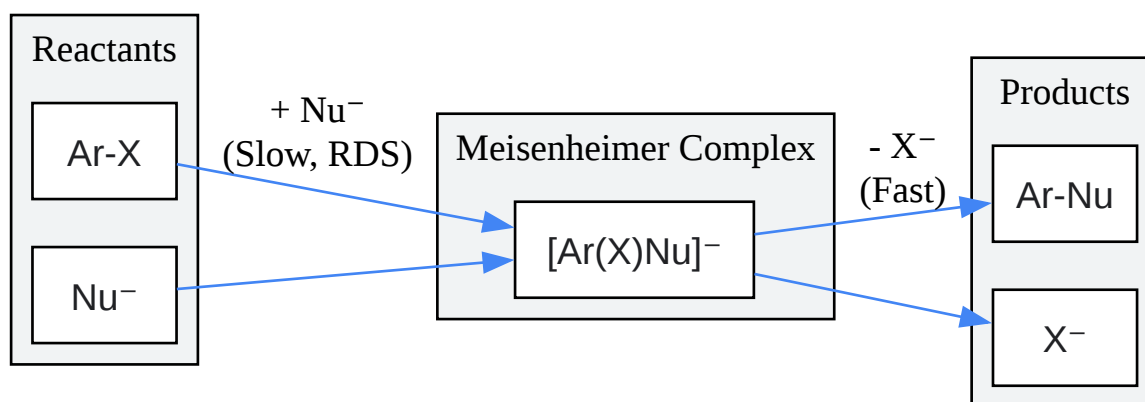 Reactants
Ar-X
Nu⁻
+ Nu⁻
(Slow, RDS)
Meisenheimer Complex
[Ar(X)Nu]⁻
- X⁻
(Fast)
Products
Ar-Nu
X⁻